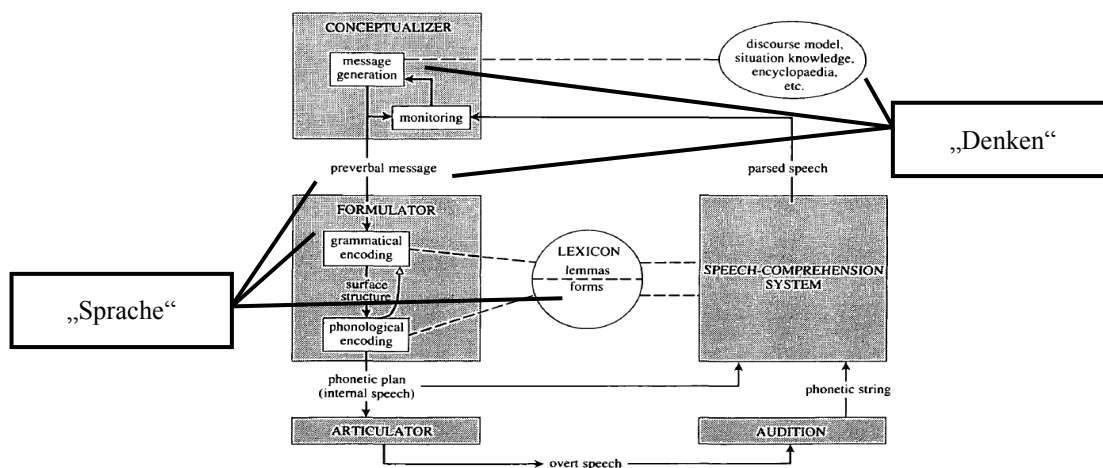 CONCEPTUALIZER
message
generation
monitoring
discourse model,
situation knowledge,
encyclopaedia,
etc.
„Denken“
preverbal message
parsed speech
FORMULATOR
grammatical
encoding
surface
structure
phonological
encoding
LEXICON
lemmas
forms
SPEECH-COMPREHENSION
SYSTEM
„Sprache“
phonetic plan
(internal speech)
phonetic string
ARTICULATOR
AUDITION
overt speech